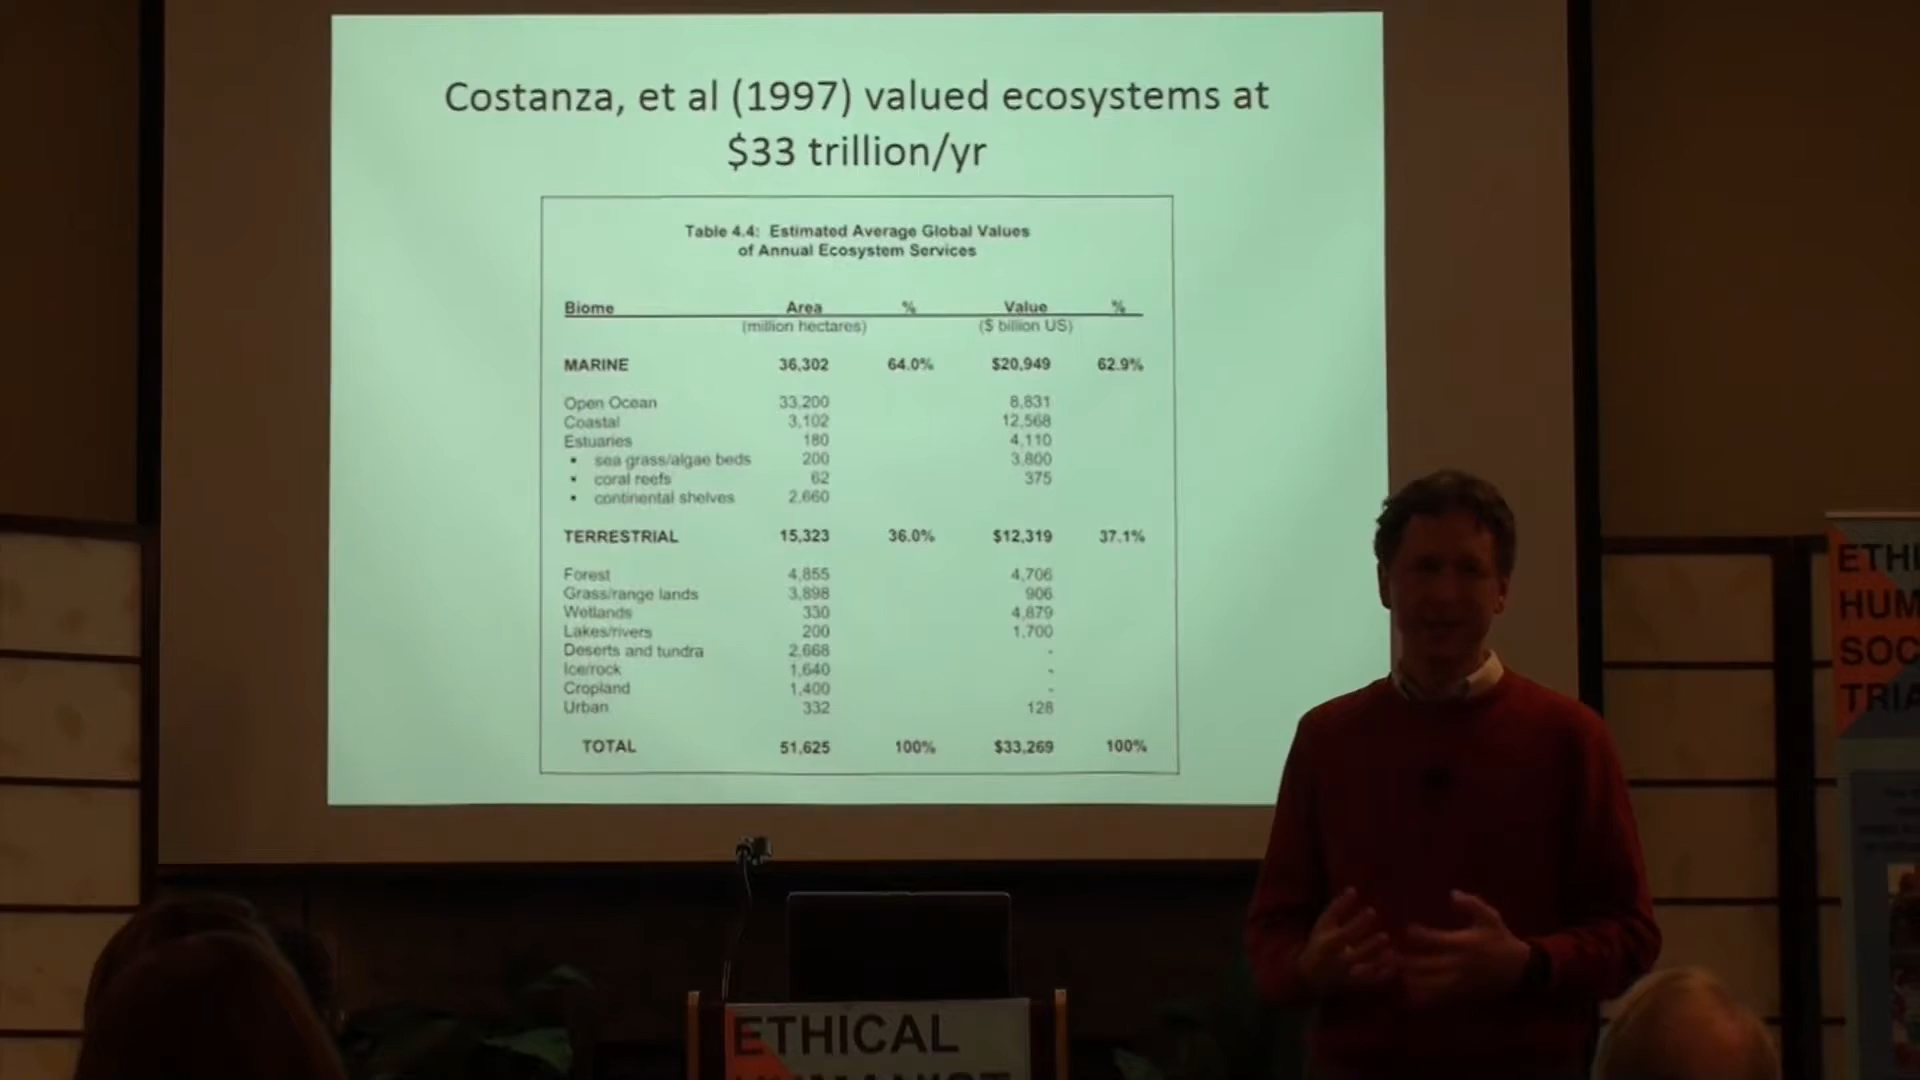 Costanza, et al (1997) valued ecosystems at
$33 trillion/yr
Table 4.4: Estimated Average Global Values
of Annual Ecosystem Services
Biome Area % Value %
(million hectares) ($ billion US)
MARINE 36,302 64.0% $20,949 62.9%
Open Ocean 33,200 8,831
Coastal 3,102 12,568
Estuaries 180 4,110
• sea grass/algae beds 200 3,800
• coral reefs 62 375
• continental shelves 2,660
TERRESTRIAL 15,323 36.0% $12,319 37.1%
Forest 4,855 4,706
Grass/range lands 3,898 906
Wetlands 330 4,879
Lakes/rivers 200 1,700
Deserts and tundra 2,668 -
Ice/rock 1,640 -
Cropland 1,400 -
Urban 332 128
TOTAL 51,625 100% $33,269 100%
ETHI
HUM
SOC
TRIA
ETHICAL
HUMANIST